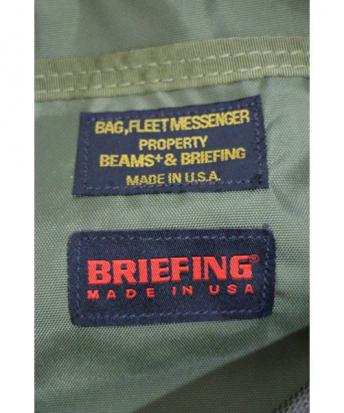 BAG, FLEET MESSENGER
PROPERTY
BEAMS+ & BRIEFING
MADE IN U.S.A.
BRIEFING®
MADE IN USA